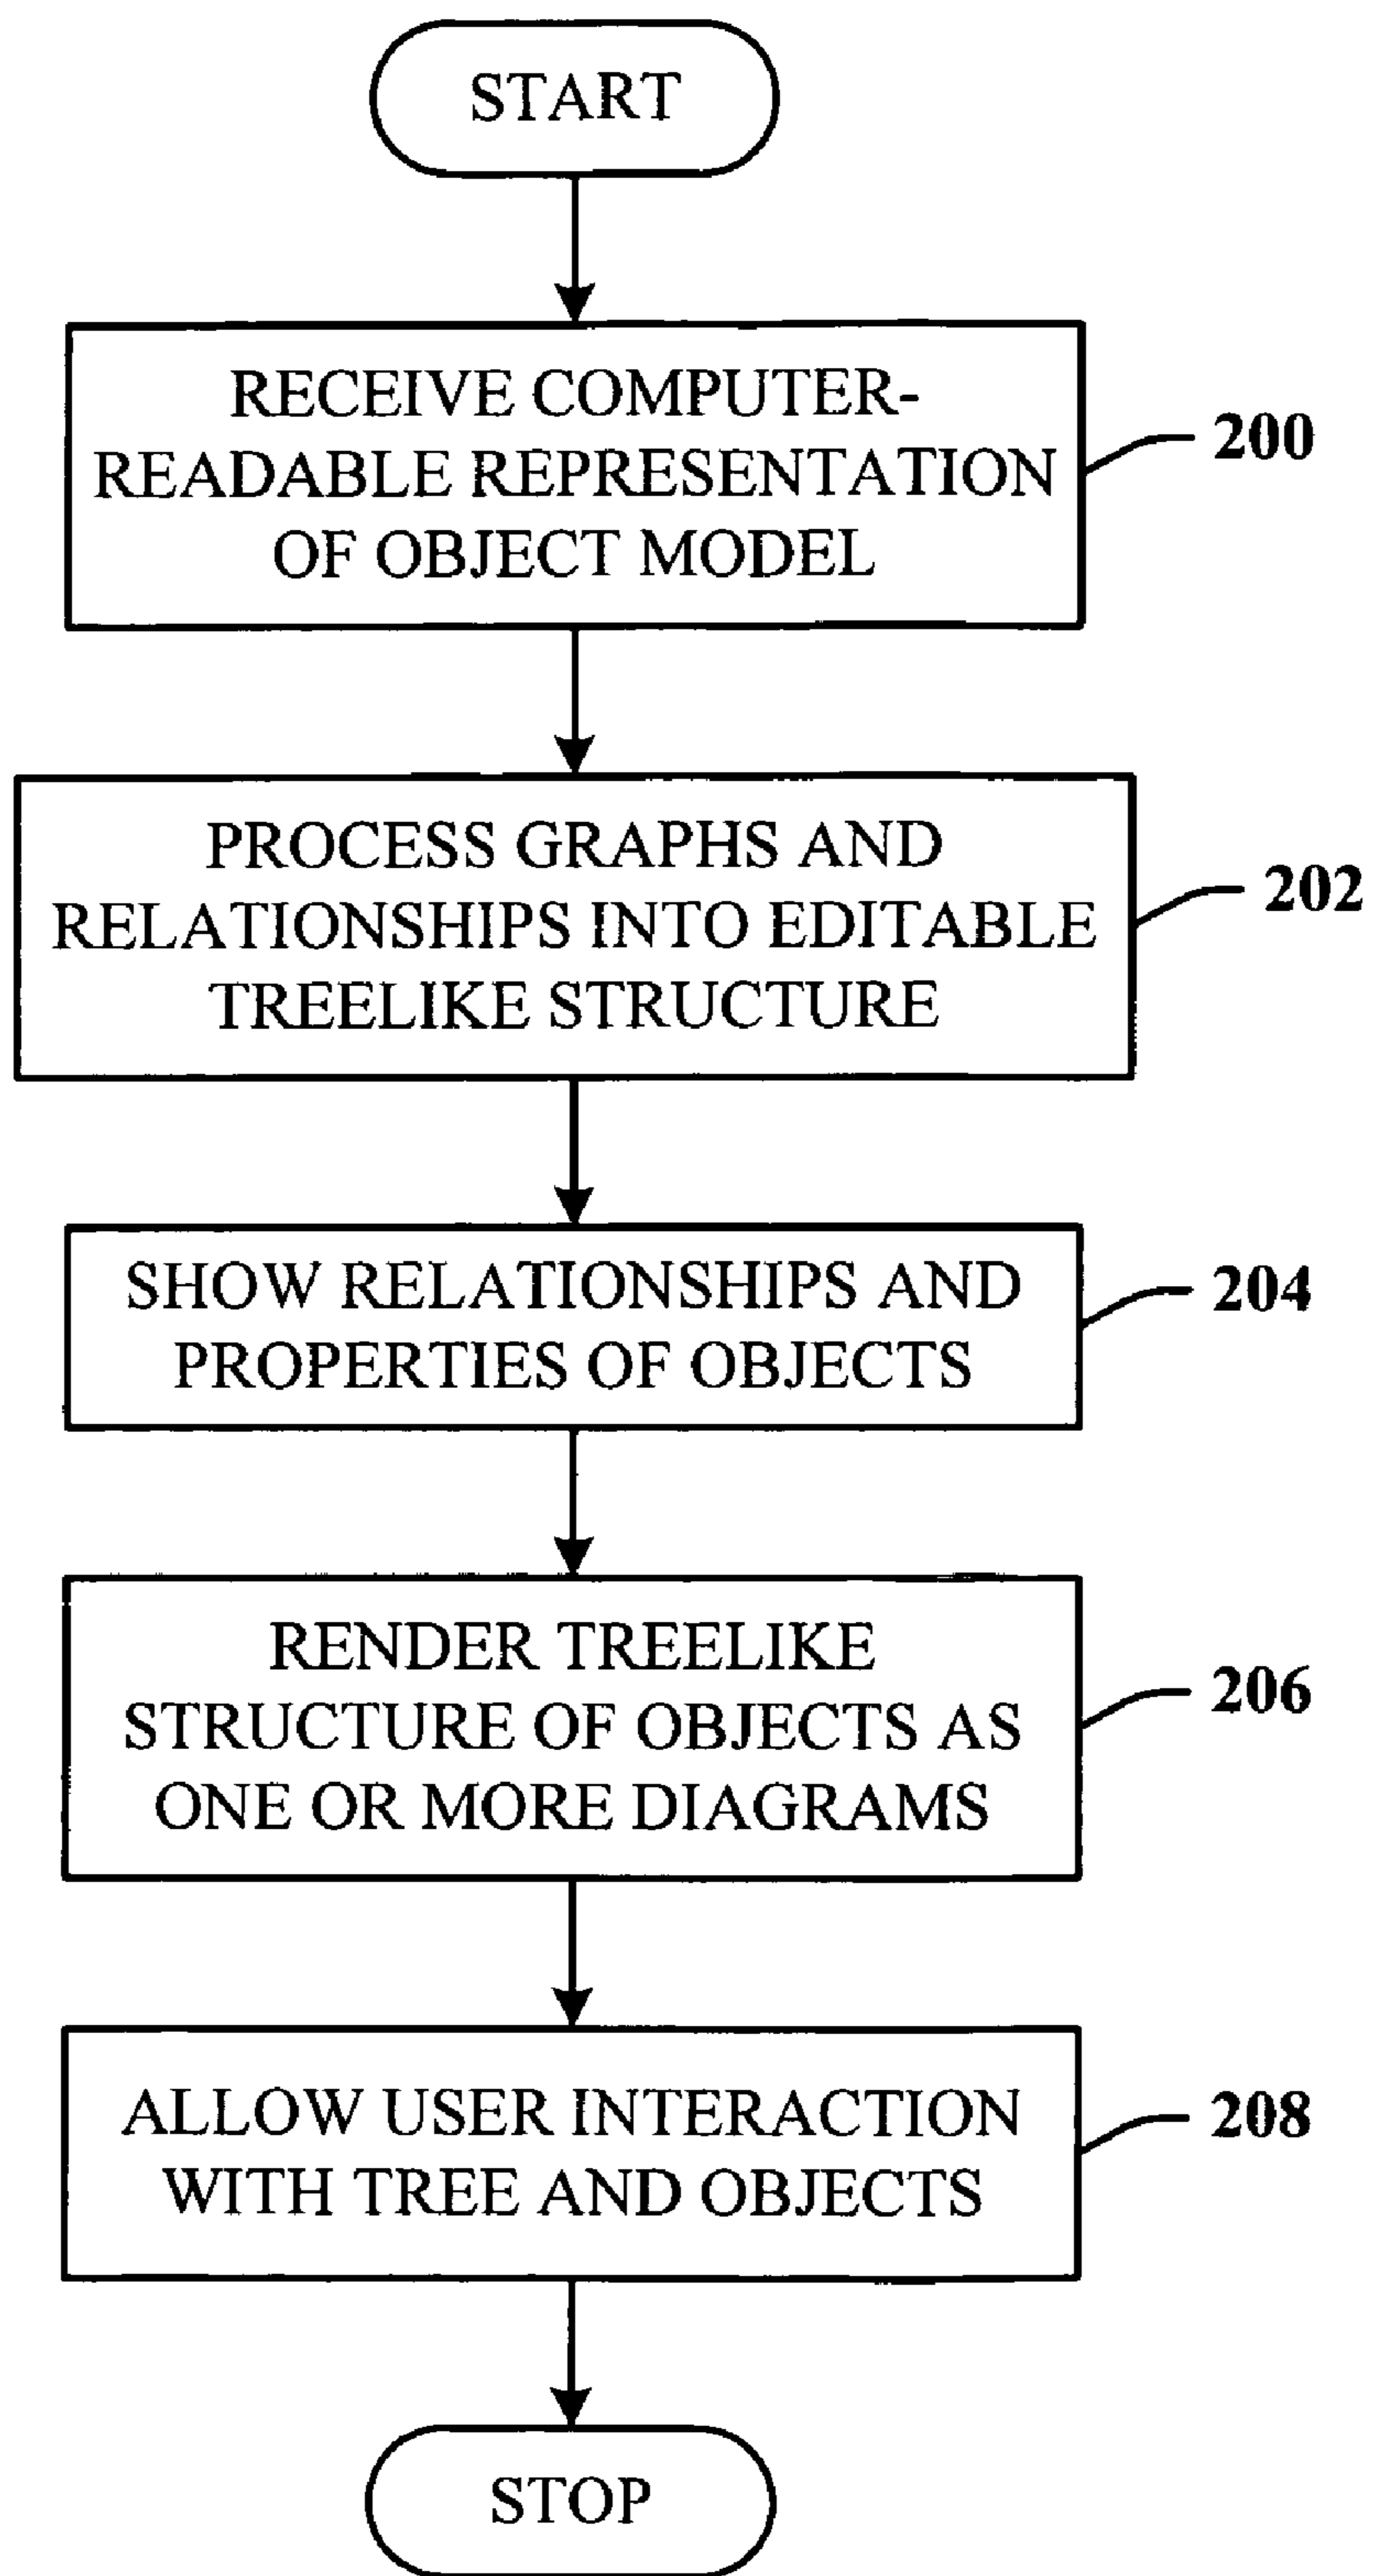 START
RECEIVE COMPUTER-
READABLE REPRESENTATION
OF OBJECT MODEL
200
PROCESS GRAPHS AND
RELATIONSHIPS INTO EDITABLE
TREELIKE STRUCTURE
202
SHOW RELATIONSHIPS AND
PROPERTIES OF OBJECTS
204
RENDER TREELIKE
STRUCTURE OF OBJECTS AS
ONE OR MORE DIAGRAMS
206
ALLOW USER INTERACTION
WITH TREE AND OBJECTS
208
STOP